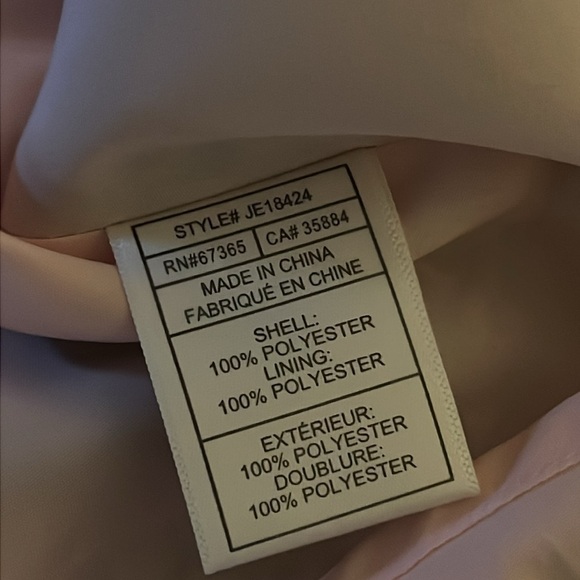 STYLE# JE18424
RN#67365 CA# 35884
MADE IN CHINA
FABRIQUÉ EN CHINE
SHELL:
100% POLYESTER
LINING:
100% POLYESTER
EXTÉRIEUR:
100% POLYESTER
DOUBLURE:
100% POLYESTER